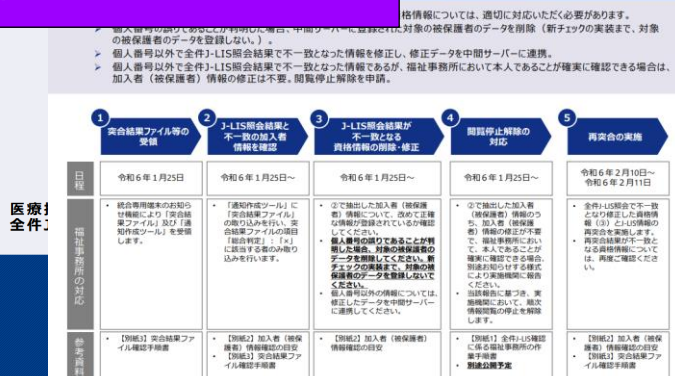 格情報については、適切に対応いただく必要があります。
個人番号の誤りであることが判明した場合、中間サーバーに登録された対象の被保護者のデータを削除（新チェックの実装まで、対象
の被保護者のデータを登録しない。）。
個人番号以外で全件J-LIS照会結果で不一致となった情報を修正し、修正データを中間サーバーに連携。
個人番号以外で全件J-LIS照会結果で不一致となった情報であるが、福祉事務所において本人であることが確実に確認できる場合は、
加入者（被保護者）情報の修正は不要。閲覧停止解除を申請。
1
突合結果ファイル等の
受領
2
J-LIS照会結果と
不一致の加入者
情報を確認
3
J-LIS照会結果が
不一致となる
資格情報の削除・修正
4
閲覧停止解除の
対応
5
再突合の実施
日程
令和6年1月25日
令和6年1月25日～
令和6年1月25日～
令和6年1月25日～
令和6年2月10日～
令和6年2月11日
医療扶
全件J
福祉事務所の対応
• 統合専用端末のお知ら
せ機能により「突合結
果ファイル」及び「通
知作成ツール」を受領
します。
• 「通知作成ツール」に
「突合結果ファイル」
の取り込みを行い、突
合結果ファイルの項目
「総合判定」：「×」
に該当する者のみ取り
込みを行います。
• ②で抽出した加入者（被保護
者）情報について、改めて正確
な情報が登録されているか確認
してください。
• 個人番号の誤りであることが判
明した場合、対象の被保護者の
データを削除してください。新
チェックの実装まで、対象の被
保護者のデータを登録しないで
ください。
• 個人番号以外の情報については、
修正したデータを中間サーバー
に連携してください。
• ②で抽出した加入者
（被保護者）情報のう
ち、加入者（被保護
者）情報の修正が不要
で、福祉事務所におい
て、本人であることが
確実に確認できる場合、
別途お知らせする様式
により実施機関に報告
ください。
• 当該報告に基づき、実
施機関において、順次
情報閲覧の停止を解除
します。
• 全件J-LIS照会で不一致
となり修正した資格情
報（③）とJ-LIS情報の
再突合を実施します。
• 再突合結果が不一致と
なる資格情報について
は、再度ご確認くださ
い。
参考資料
• 【別紙3】突合結果ファ
イル確認手順書
• 【別紙2】加入者（被保
護者）情報確認の目安
• 【別紙3】突合結果ファ
イル確認手順書
• 【別紙2】加入者（被保護者）
情報確認の目安
• 【別紙1】全件J-LIS確認
に係る福祉事務所の作
業手順書
• 別途公開予定
• 【別紙2】加入者（被保
護者）情報確認の目安
• 【別紙3】突合結果ファ
イル確認手順書